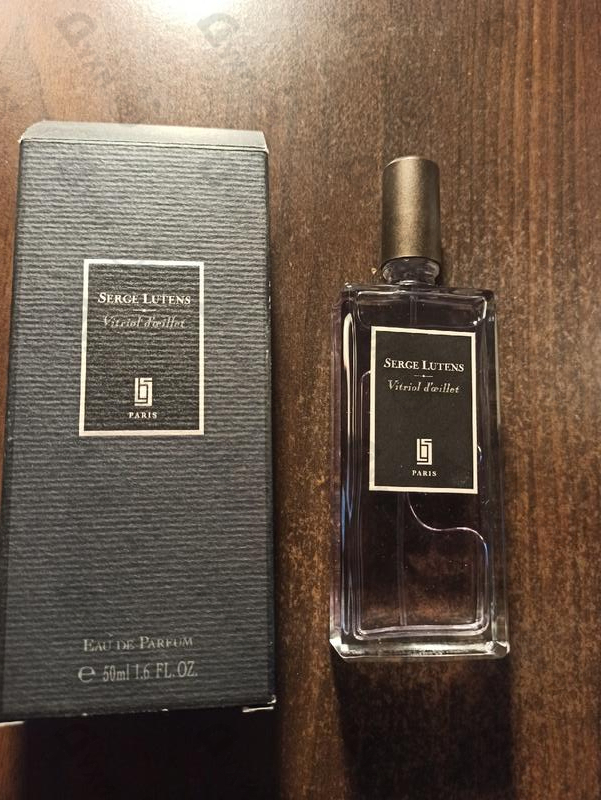 SERGE LUTENS
Vitriol d'œillet
PARIS
EAU DE PARFUM
℮ 50ml 1.6 FL.OZ.
SERGE LUTENS
Vitriol d'œillet
PARIS